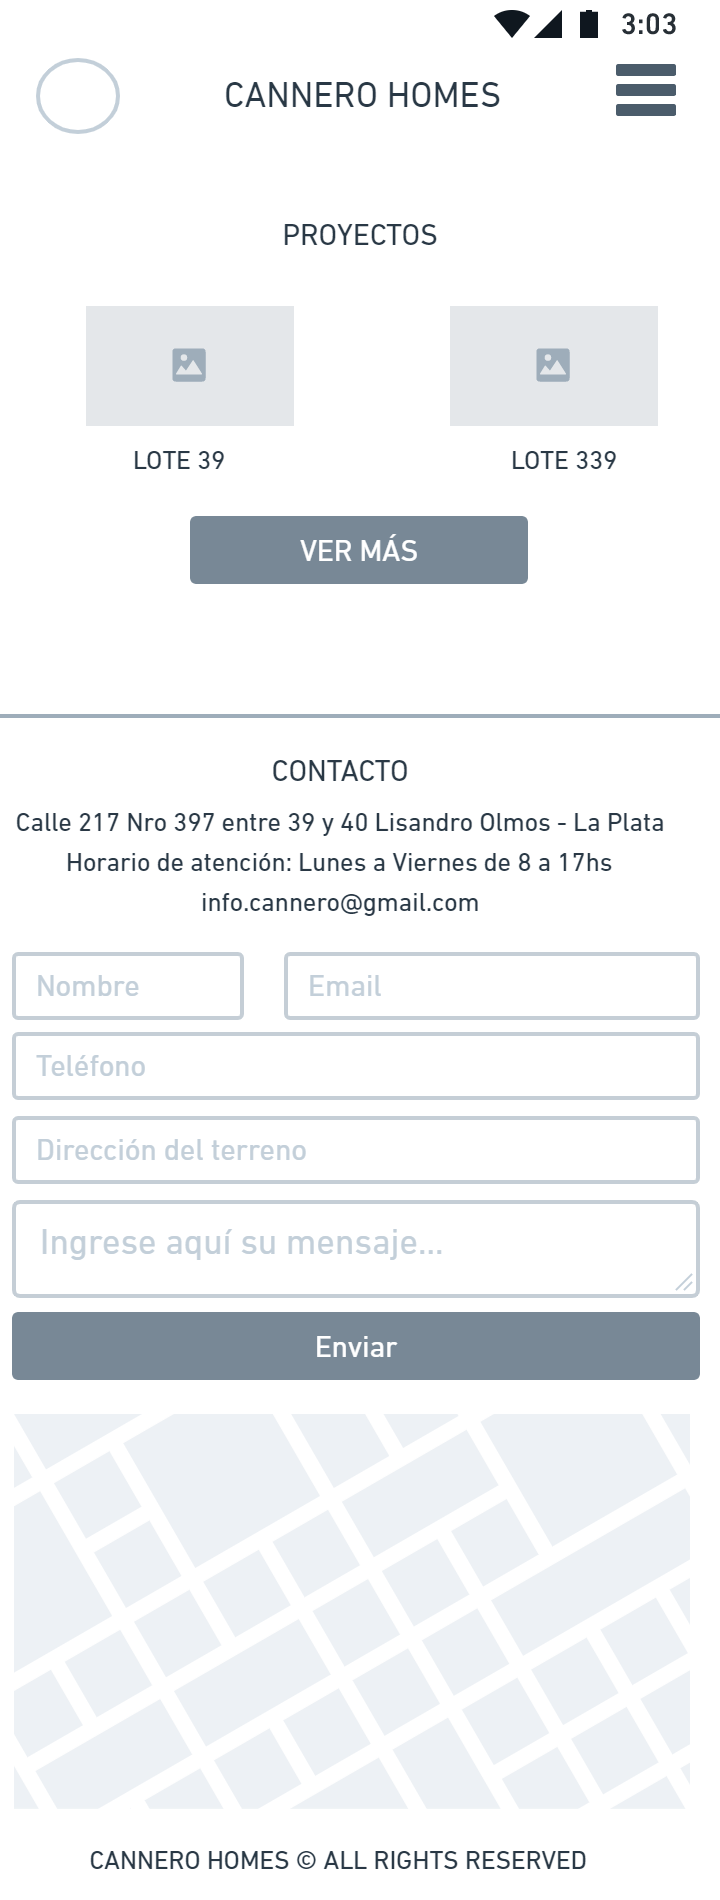 3:03
CANNERO HOMES
PROYECTOS
LOTE 39
LOTE 339
VER MÁS
CONTACTO
Calle 217 Nro 397 entre 39 y 40 Lisandro Olmos - La Plata
Horario de atención: Lunes a Viernes de 8 a 17hs
info.cannero@gmail.com
Nombre
Email
Teléfono
Dirección del terreno
Ingrese aquí su mensaje...
Enviar
CANNERO HOMES © ALL RIGHTS RESERVED